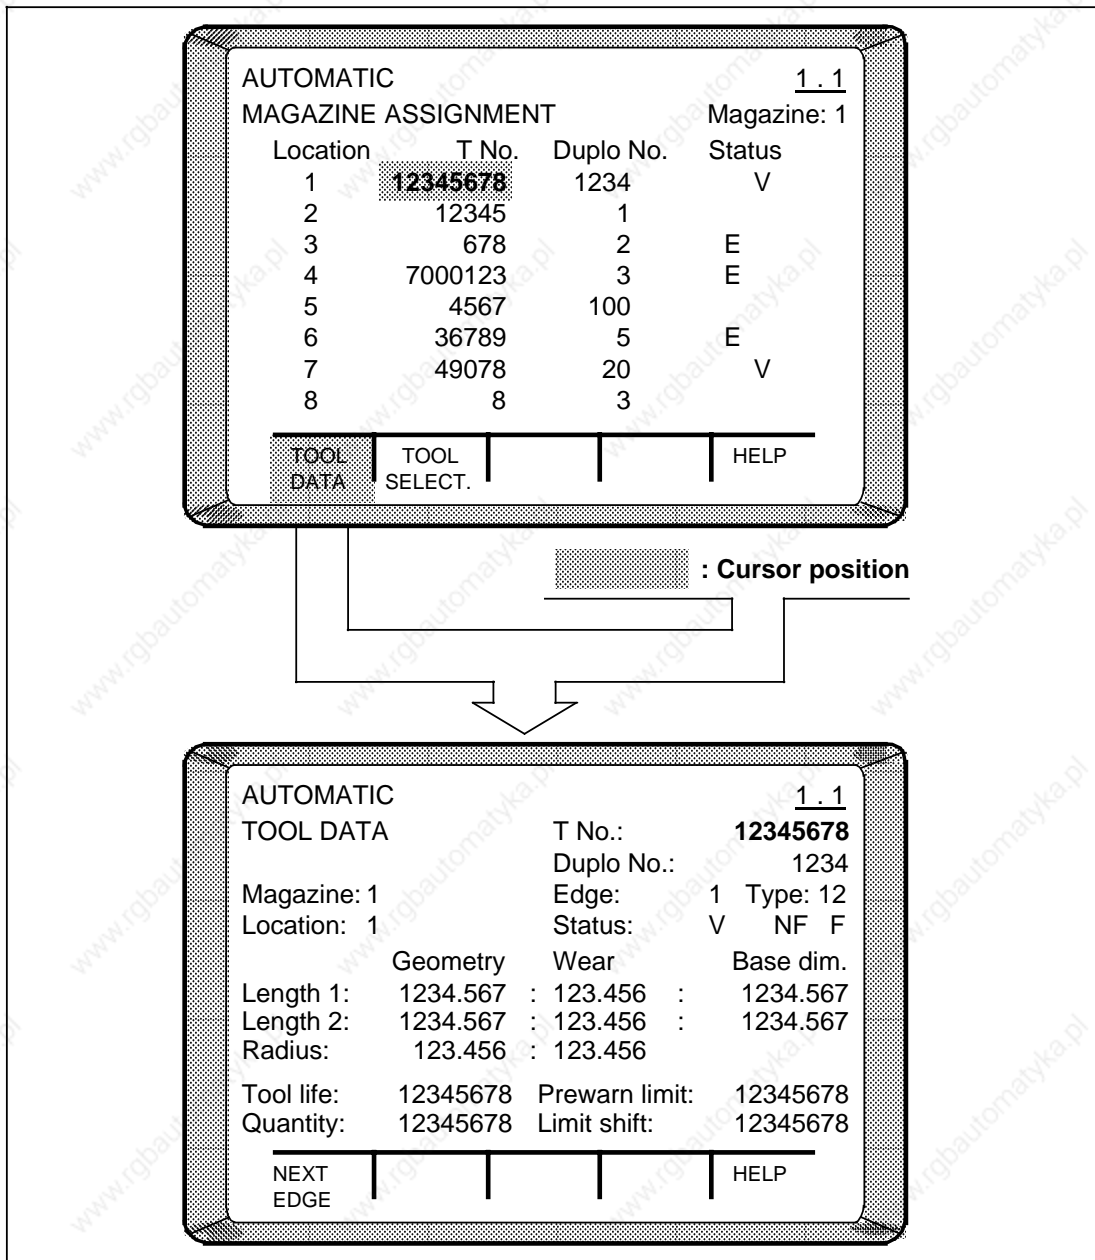 AUTOMATIC 1 . 1
MAGAZINE ASSIGNMENT Magazine: 1
Location T No. Duplo No. Status
1 12345678 1234 V
2 12345 1
3 678 2 E
4 7000123 3 E
5 4567 100
6 36789 5 E
7 49078 20 V
8 8 3
TOOL DATA TOOL SELECT. HELP
: Cursor position
AUTOMATIC 1 . 1
TOOL DATA T No.: 12345678
Duplo No.: 1234
Magazine: 1 Edge: 1 Type: 12
Location: 1 Status: V NF F
Geometry Wear Base dim.
Length 1: 1234.567 : 123.456 : 1234.567
Length 2: 1234.567 : 123.456 : 1234.567
Radius: 123.456 : 123.456
Tool life: 12345678 Prewarn limit: 12345678
Quantity: 12345678 Limit shift: 12345678
NEXT EDGE HELP
www.rgbautomatyka.pl